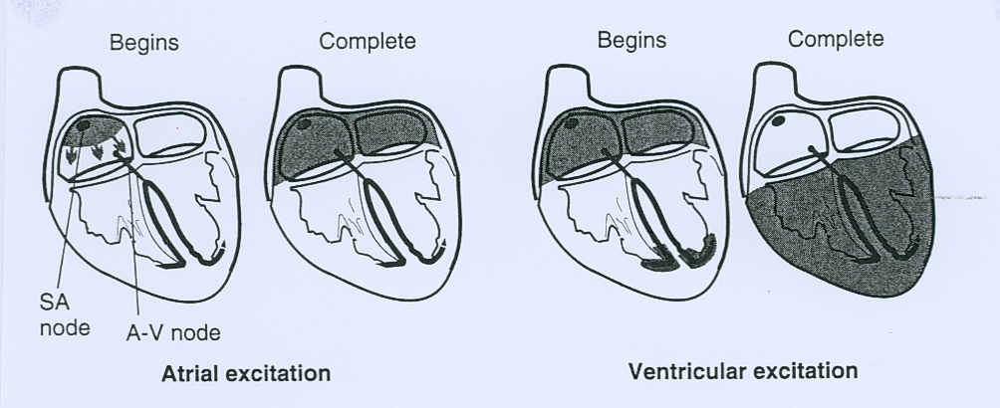 Begins
Complete
Begins
Complete
SA
node
A-V node
Atrial excitation
Ventricular excitation